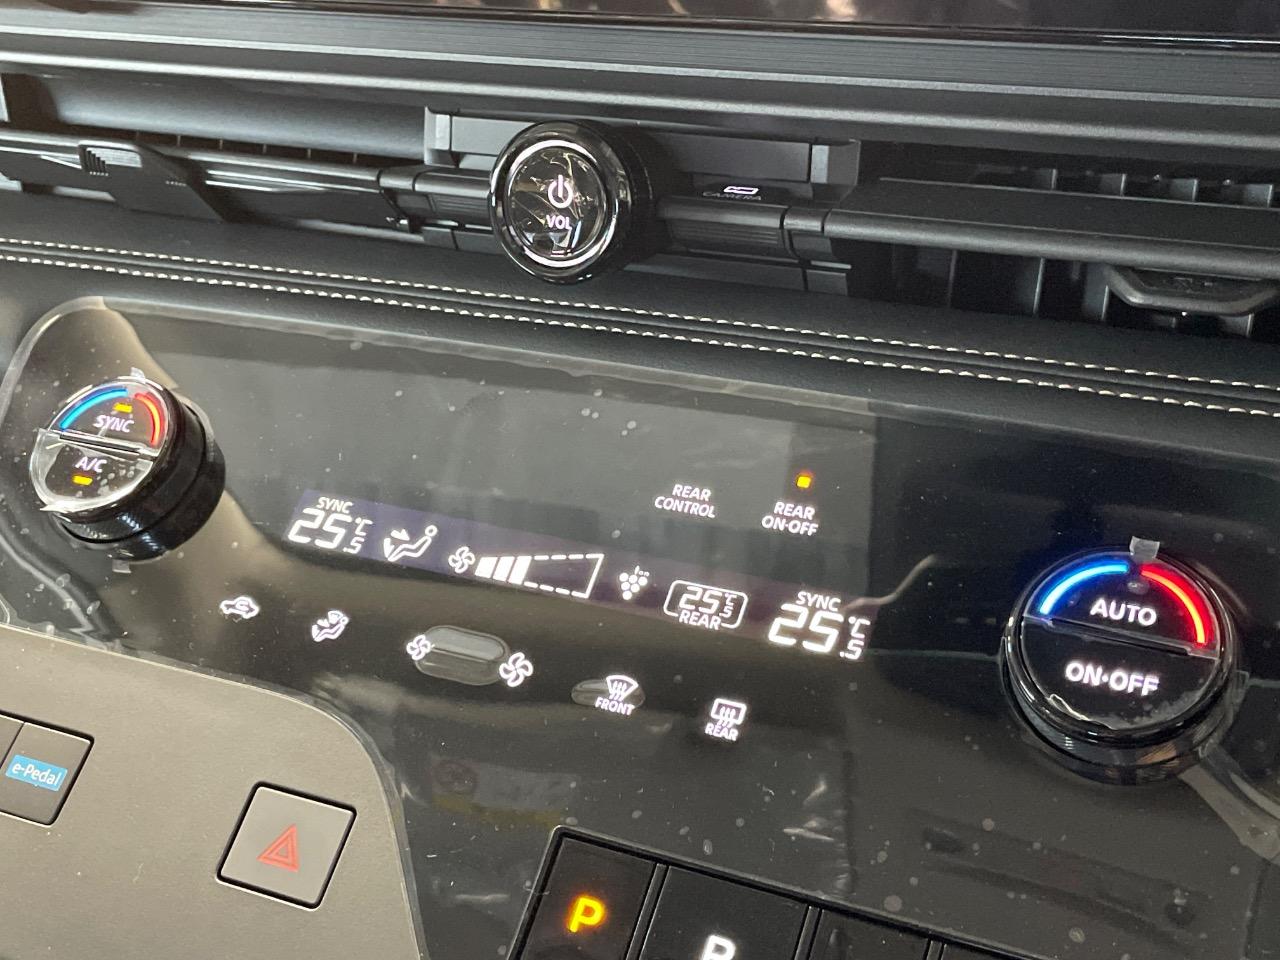 VOL
CAMERA
SYNC
A/C
REAR
CONTROL
REAR
ON·OFF
SYNC
25.5°C
25.5°C
REAR
SYNC
25.5°C
AUTO
ON·OFF
FRONT
REAR
e-Pedal
P
R